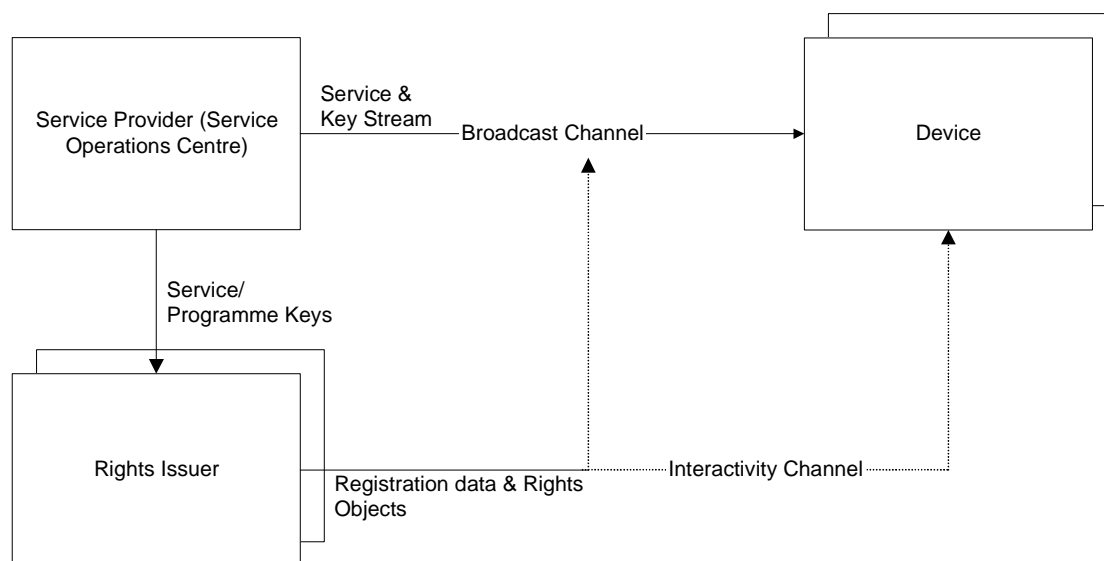 Service Provider (Service
Operations Centre)
Service &
Key Stream
Broadcast Channel
Device
Service/
Programme Keys
Rights Issuer
Registration data & Rights
Objects
Interactivity Channel